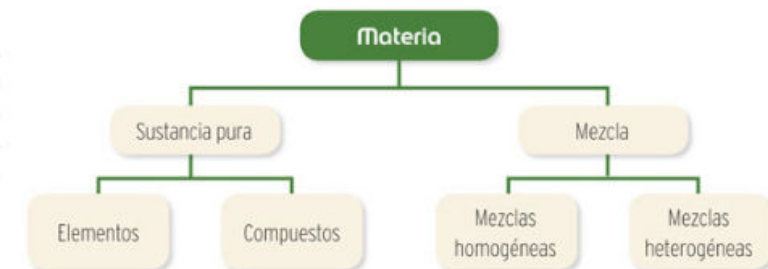 Materia
Sustancia pura
Mezcla
Elementos
Compuestos
Mezclas
homogéneas
Mezclas
heterogéneas